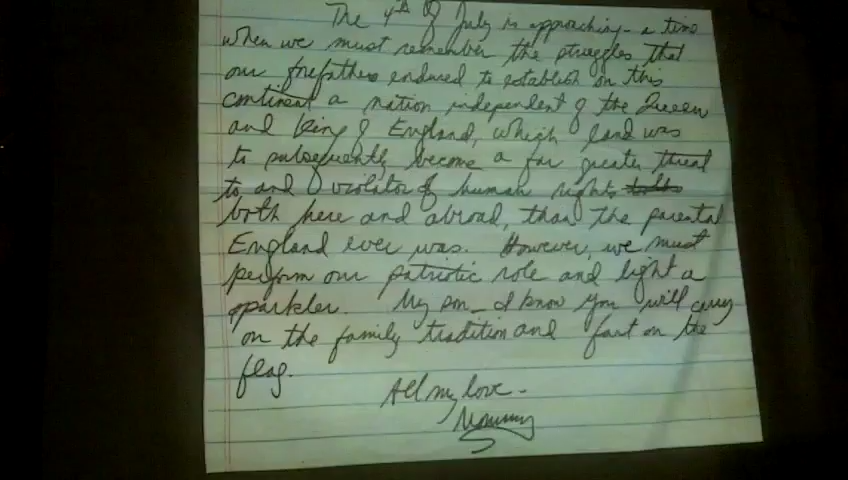 The 4th of July is approaching - a time
when we must remember the struggles that
our forefathers endured to establish on this
continent a nation independent of the Queen
and King of England, which land was
to subsequently become a far greater threat
to and violator of human rights
both here and abroad, than the parental
England ever was. However, we must
perform our patriotic role and light a
sparkler. My son - I know you will carry
on the family tradition and fart on the
flag.
All my love -
Mommy